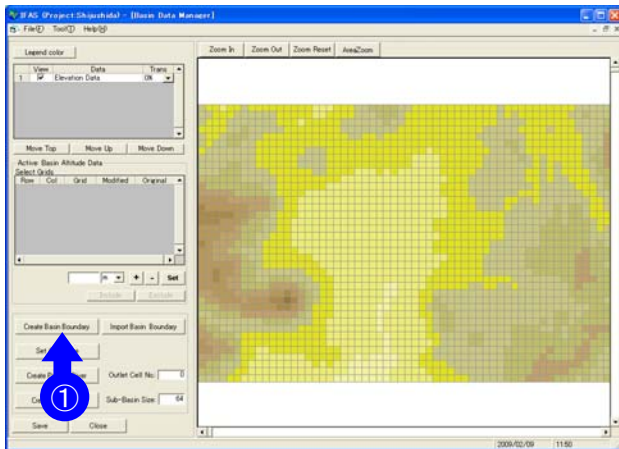 IFAS (Project:Shijushida) - [Basin Data Manager]
File(F) Tool(T) Help(H)
Legend color
Zoom In Zoom Out Zoom Reset AreaZoom
View Data Trans
1 Elevation Data ON
Move Top Move Up Move Down
Active Basin Altitude Data
Select Grids
Row Col Grid Modified Original
m + - Set
Include Exclude
Create Basin Boundary Import Basin Boundary
Set
Create Outlet Cell No: 0
Sub-Basin Size: 64
①
Save Close
2009/02/09 11:50